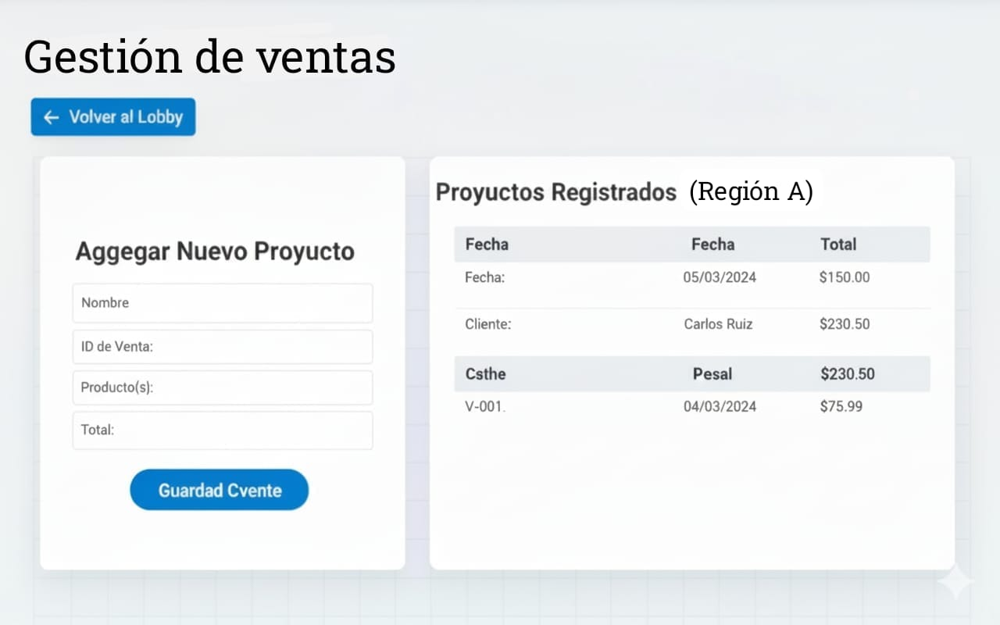 Gestión de ventas
← Volver al Lobby
Aggegar Nuevo Proyucto
Nombre
ID de Venta:
Producto(s):
Total:
Guardad Cvente
Proyuctos Registrados (Región A)
Fecha Fecha Total
Fecha: 05/03/2024 $150.00
Cliente: Carlos Ruiz $230.50
Csthe Pesal $230.50
V-001. 04/03/2024 $75.99